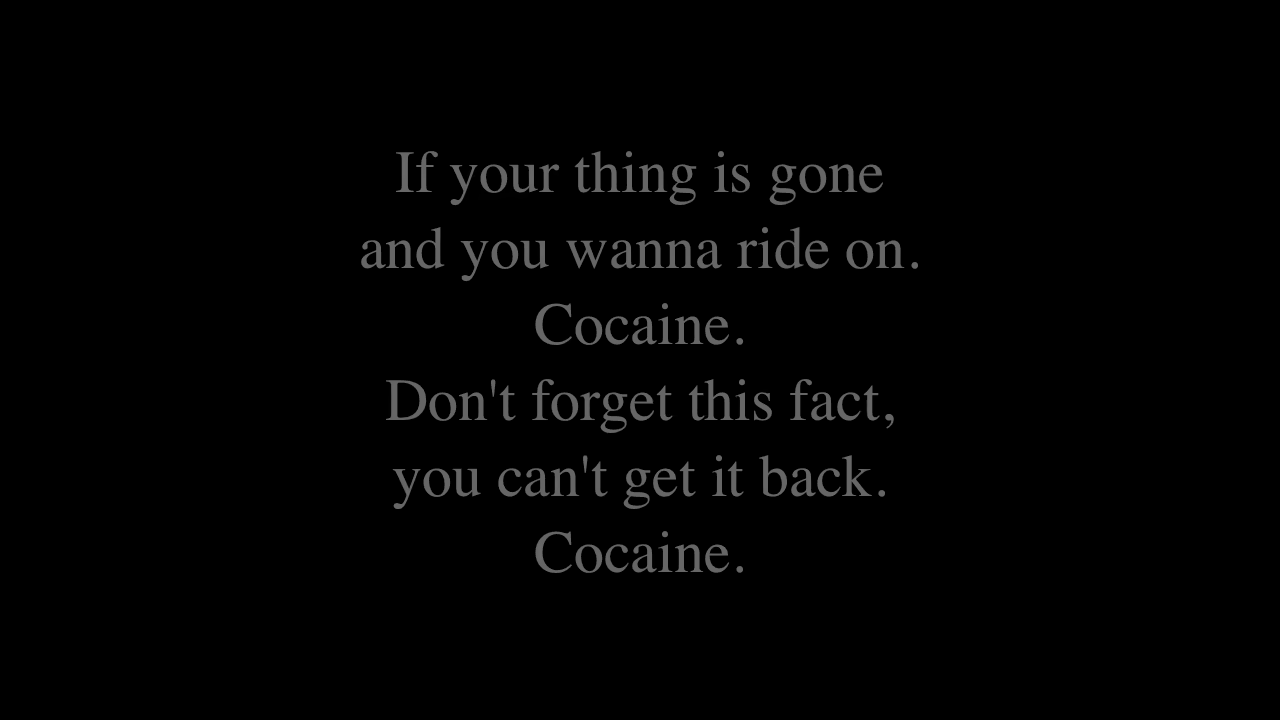 If your thing is gone
and you wanna ride on.
Cocaine.
Don't forget this fact,
you can't get it back.
Cocaine.